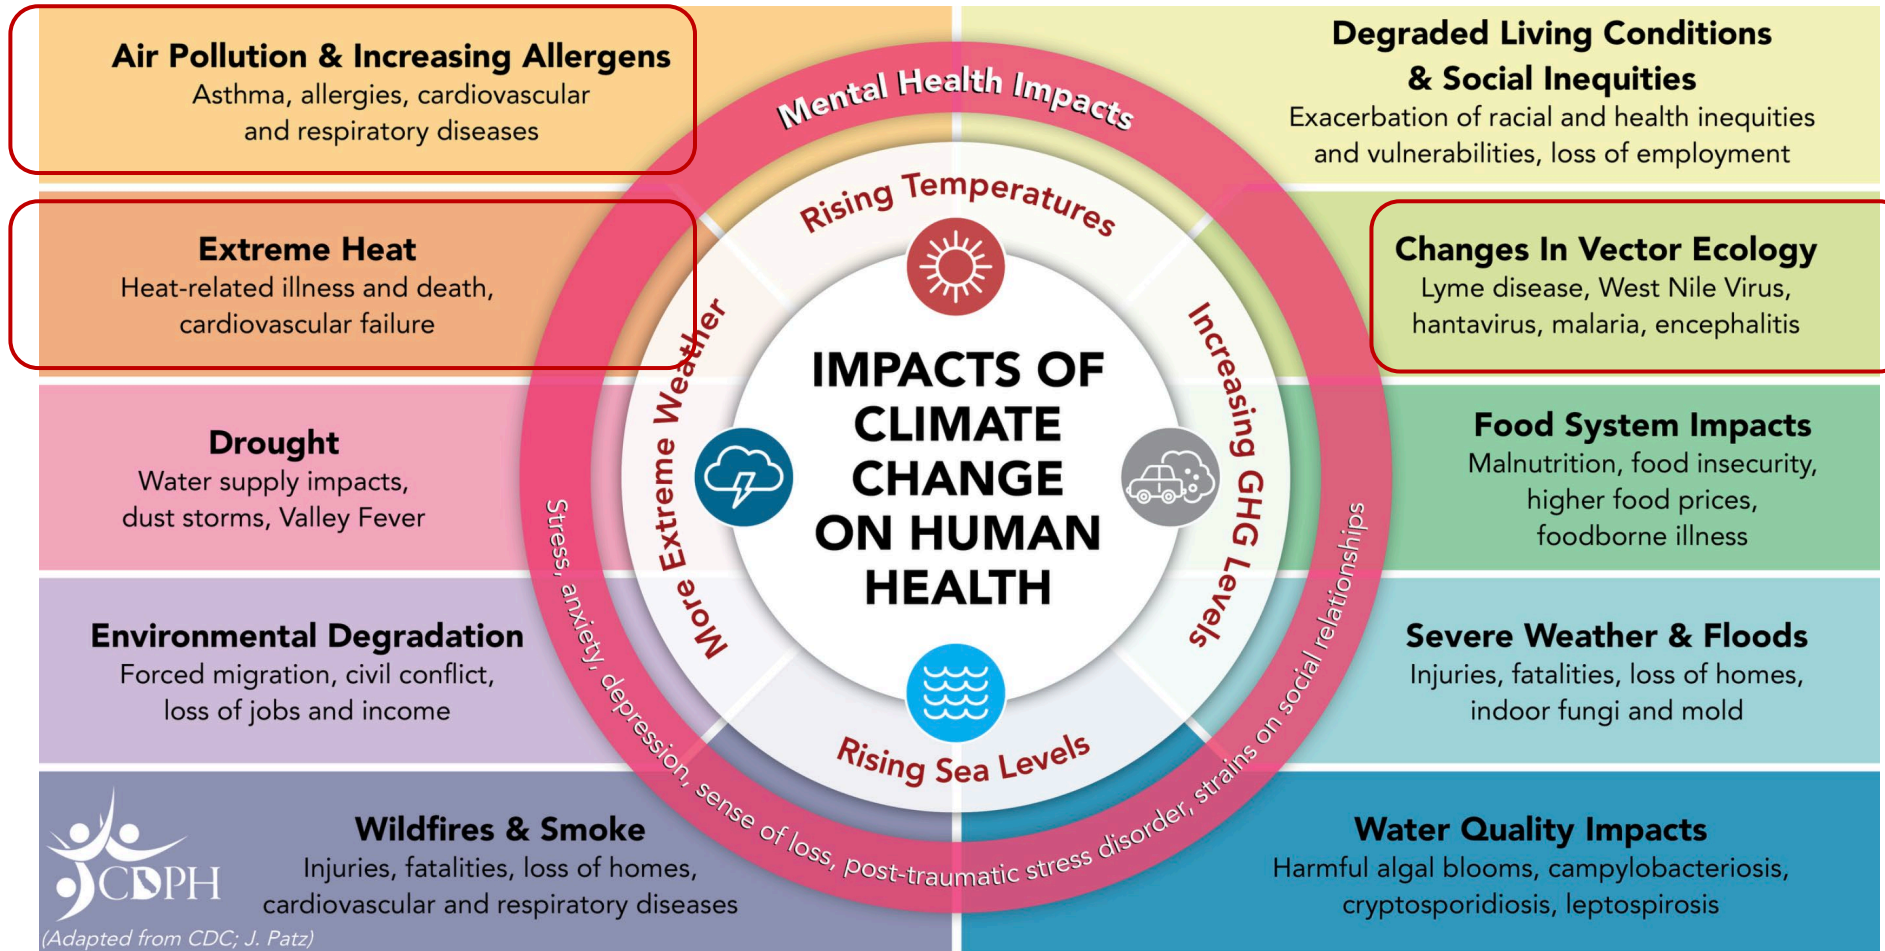 Air Pollution & Increasing Allergens
Asthma, allergies, cardiovascular
and respiratory diseases
Extreme Heat
Heat-related illness and death,
cardiovascular failure
Drought
Water supply impacts,
dust storms, Valley Fever
Environmental Degradation
Forced migration, civil conflict,
loss of jobs and income
Wildfires & Smoke
Injuries, fatalities, loss of homes,
cardiovascular and respiratory diseases
CDPH
(Adapted from CDC; J. Patz)
Mental Health Impacts
Stress, anxiety, depression, sense of loss, post-traumatic stress disorder, strains on social relationships
Rising Temperatures
More Extreme Weather
Increasing GHG Levels
Rising Sea Levels
IMPACTS OF
CLIMATE
CHANGE
ON HUMAN
HEALTH
Degraded Living Conditions
& Social Inequities
Exacerbation of racial and health inequities
and vulnerabilities, loss of employment
Changes In Vector Ecology
Lyme disease, West Nile Virus,
hantavirus, malaria, encephalitis
Food System Impacts
Malnutrition, food insecurity,
higher food prices,
foodborne illness
Severe Weather & Floods
Injuries, fatalities, loss of homes,
indoor fungi and mold
Water Quality Impacts
Harmful algal blooms, campylobacteriosis,
cryptosporidiosis, leptospirosis